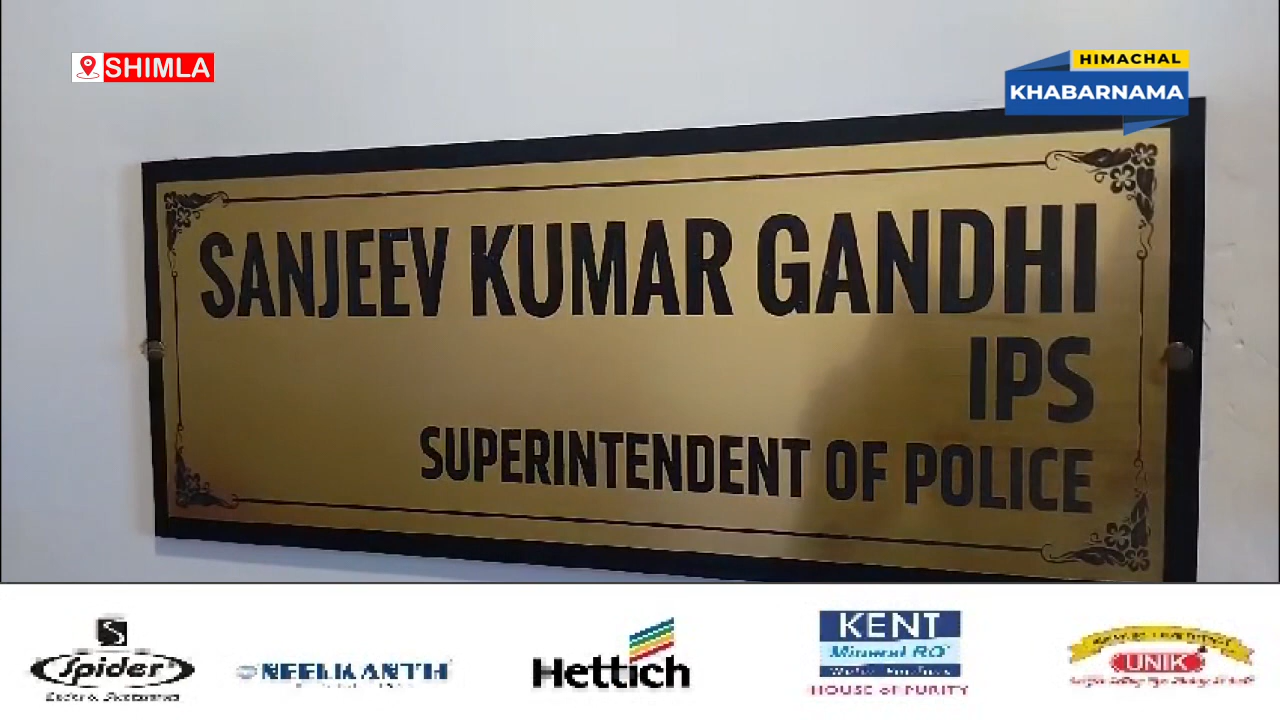 SHIMLA
HIMACHAL
KHABARNAMA
SANJEEV KUMAR GANDHI
IPS
SUPERINTENDENT OF POLICE
S
Spider
NEELKANTH
Hettich
KENT
Mineral RO
HOUSE OF PURITY
UNIK